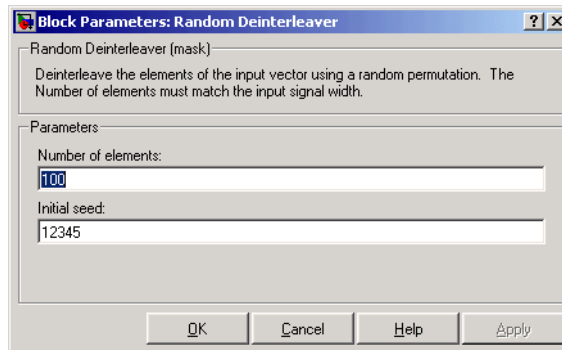 Block Parameters: Random Deinterleaver
Random Deinterleaver (mask)
Deinterleave the elements of the input vector using a random permutation. The
Number of elements must match the input signal width.
Parameters
Number of elements:
100
Initial seed:
12345
OK Cancel Help Apply